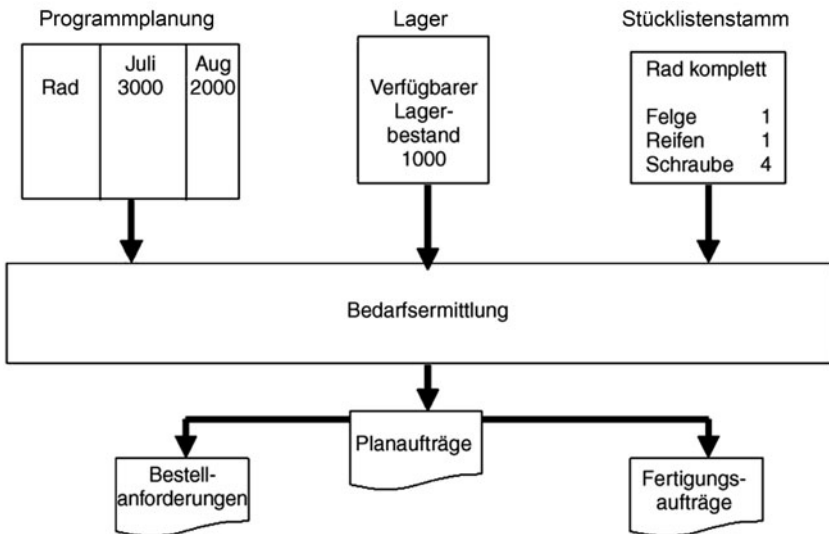 Programmplanung
Lager
Stücklistenstamm
Rad
Juli
3000
Aug
2000
Verfügbarer
Lager-
bestand
1000
Rad komplett
Felge 1
Reifen 1
Schraube 4
Bedarfsermittlung
Planaufträge
Bestell-
anforderungen
Fertigungs-
aufträge